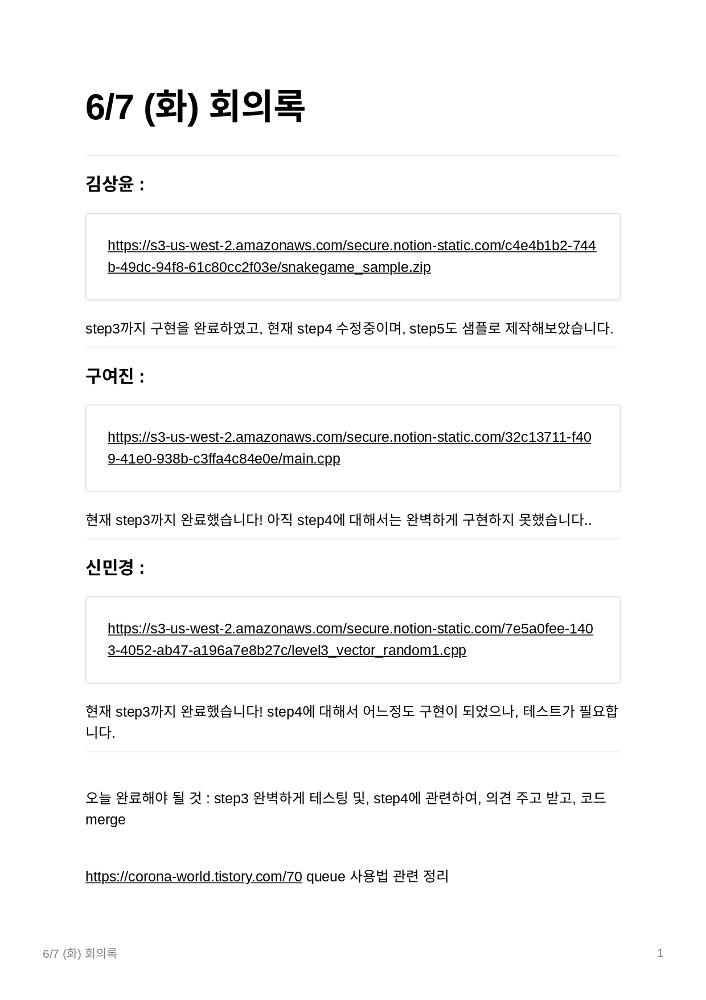 6/7 (화) 회의록
김상윤 :
https://s3-us-west-2.amazonaws.com/secure.notion-static.com/c4e4b1b2-744
b-49dc-94f8-61c80cc2f03e/snakegame_sample.zip
step3까지 구현을 완료하였고, 현재 step4 수정중이며, step5도 샘플로 제작해보았습니다.
구여진 :
https://s3-us-west-2.amazonaws.com/secure.notion-static.com/32c13711-f40
9-41e0-938b-c3ffa4c84e0e/main.cpp
현재 step3까지 완료했습니다! 아직 step4에 대해서는 완벽하게 구현하지 못했습니다..
신민경 :
https://s3-us-west-2.amazonaws.com/secure.notion-static.com/7e5a0fee-140
3-4052-ab47-a196a7e8b27c/level3_vector_random1.cpp
현재 step3까지 완료했습니다! step4에 대해서 어느정도 구현이 되었으나, 테스트가 필요합
니다.
오늘 완료해야 될 것 : step3 완벽하게 테스팅 및, step4에 관련하여, 의견 주고 받고, 코드
merge
https://corona-world.tistory.com/70 queue 사용법 관련 정리
6/7 (화) 회의록
1